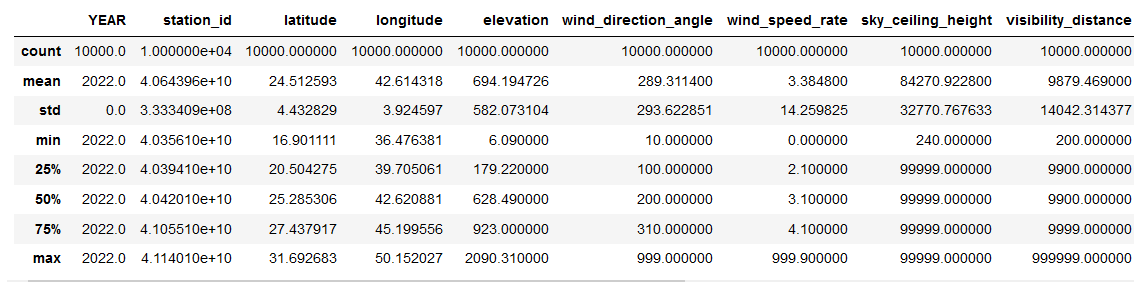 YEAR station_id latitude longitude elevation wind_direction_angle wind_speed_rate sky_ceiling_height visibility_distance
count 10000.0 1.000000e+04 10000.000000 10000.000000 10000.000000 10000.000000 10000.000000 10000.000000 10000.000000
mean 2022.0 4.064396e+10 24.512593 42.614318 694.194726 289.311400 3.384800 84270.922800 9879.469000
std 0.0 3.333409e+08 4.432829 3.924597 582.073104 293.622851 14.259825 32770.767633 14042.314377
min 2022.0 4.035610e+10 16.901111 36.476381 6.090000 10.000000 0.000000 240.000000 200.000000
25% 2022.0 4.039410e+10 20.504275 39.705061 179.220000 100.000000 2.100000 99999.000000 9900.000000
50% 2022.0 4.042010e+10 25.285306 42.620881 628.490000 200.000000 3.100000 99999.000000 9900.000000
75% 2022.0 4.105510e+10 27.437917 45.199556 923.000000 310.000000 4.100000 99999.000000 9999.000000
max 2022.0 4.114010e+10 31.692683 50.152027 2090.310000 999.000000 999.900000 99999.000000 999999.000000